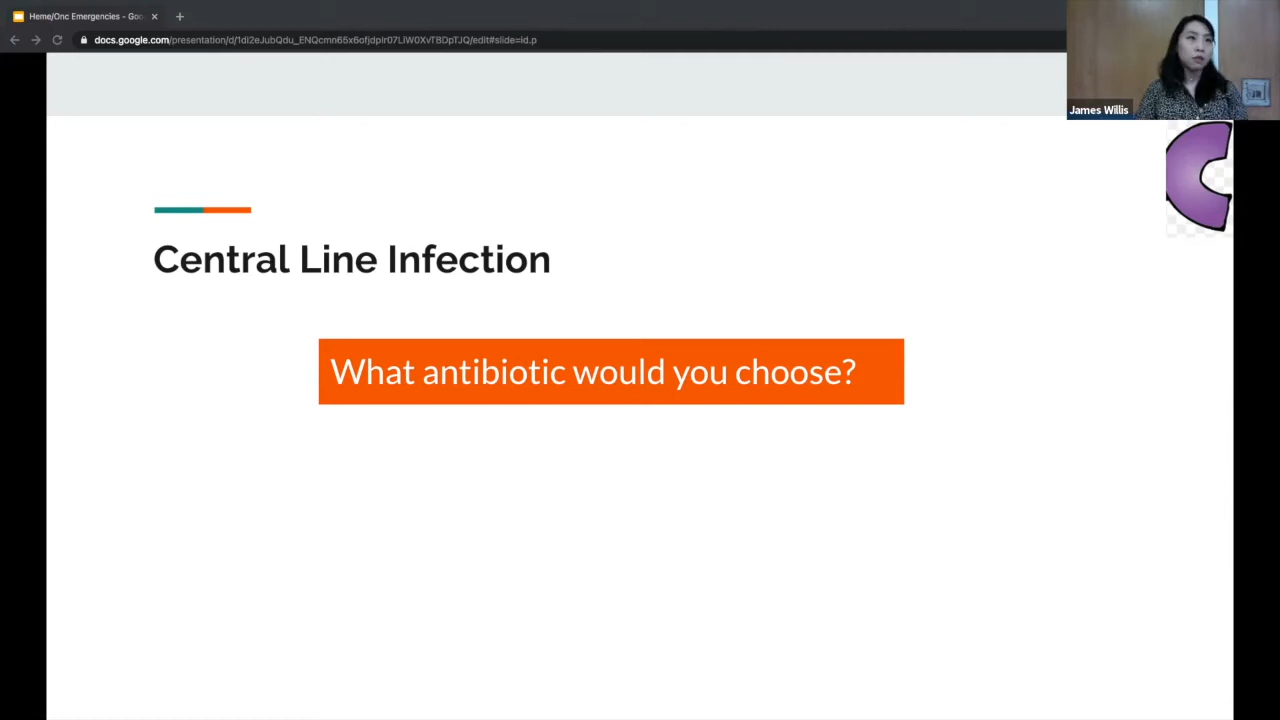 Heme/Onc Emergencies - Goo
docs.google.com/presentation/d/1di2eJubQdu_ENQcmn65x6ofjdpIr07LIW0XvTBDpTJQ/edit#slide=id.p
James Willis
C
Central Line Infection
What antibiotic would you choose?